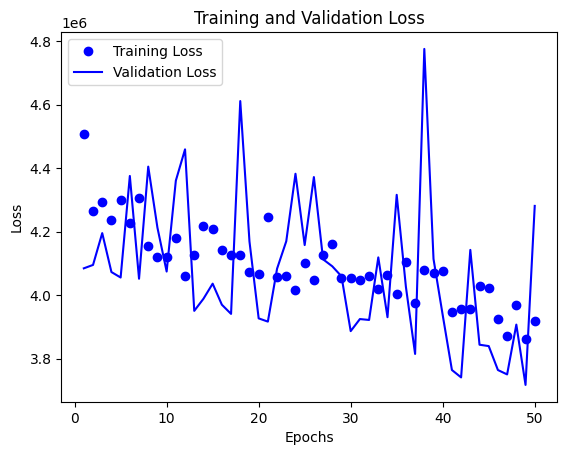 Training and Validation Loss
1e6
4.8
4.6
4.4
4.2
4.0
3.8
Loss
Training Loss
Validation Loss
0
10
20
30
40
50
Epochs